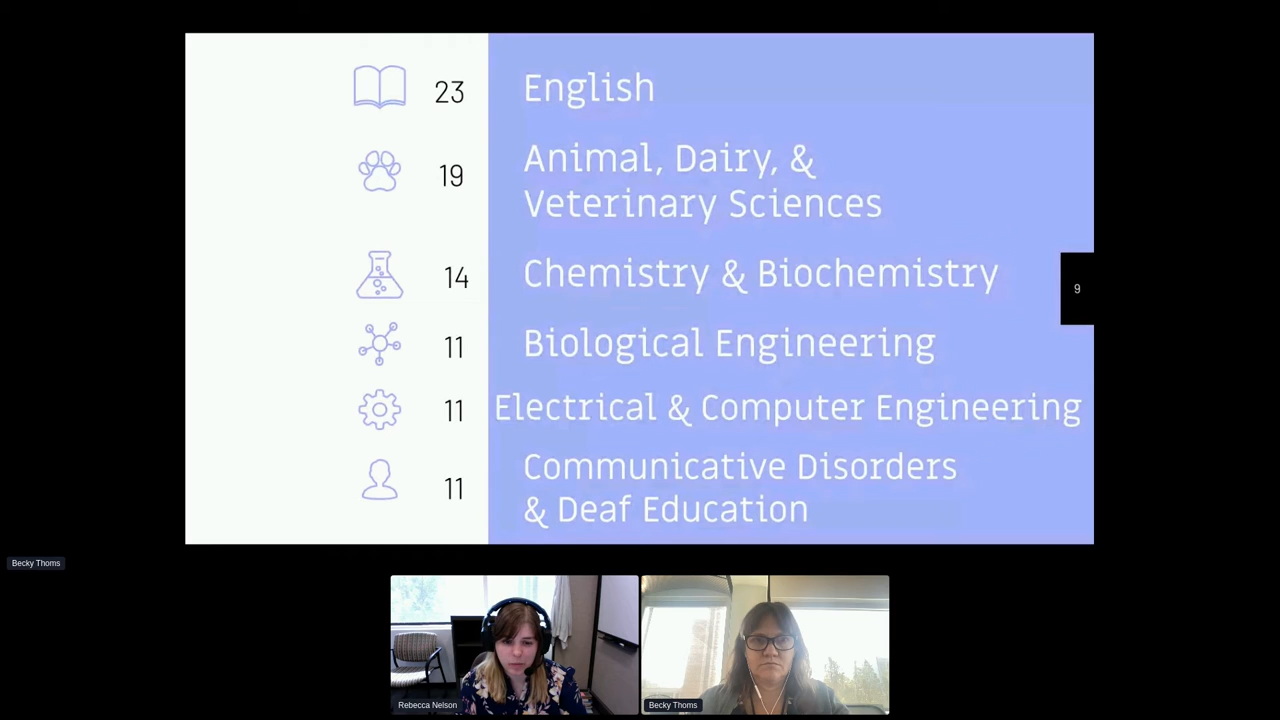 23 English
19 Animal, Dairy, &
Veterinary Sciences
14 Chemistry & Biochemistry
9
11 Biological Engineering
11 Electrical & Computer Engineering
11 Communicative Disorders
& Deaf Education
Becky Thoms
Rebecca Nelson
Becky Thoms